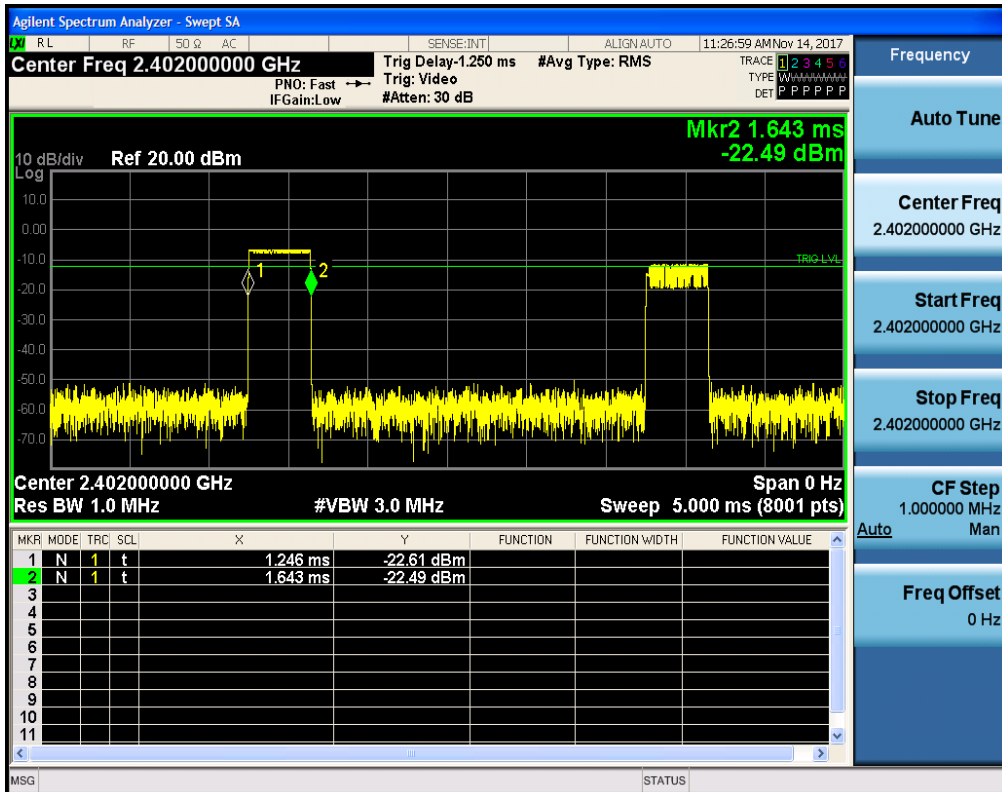 Agilent Spectrum Analyzer - Swept SA
LXI RL RF 50 Ω AC SENSE:INT ALIGN AUTO 11:26:59 AM Nov 14, 2017
Center Freq 2.402000000 GHz
PNO: Fast
IFGain:Low
Trig Delay-1.250 ms
Trig: Video
#Atten: 30 dB
#Avg Type: RMS
TRACE 1 2 3 4 5 6
TYPE
DET P P P P P P
Mkr2 1.643 ms
-22.49 dBm
10 dB/div Ref 20.00 dBm
Log
10.0
0.00
-10.0
-20.0
-30.0
-40.0
-50.0
-60.0
-70.0
1
2
TRIG LVL
Center 2.402000000 GHz Span 0 Hz
Res BW 1.0 MHz #VBW 3.0 MHz Sweep 5.000 ms (8001 pts)
MKR MODE TRC SCL X Y FUNCTION FUNCTION WIDTH FUNCTION VALUE
1 N 1 t 1.246 ms -22.61 dBm
2 N 1 t 1.643 ms -22.49 dBm
3
4
5
6
7
8
9
10
11
MSG STATUS
Frequency
Auto Tune
Center Freq
2.402000000 GHz
Start Freq
2.402000000 GHz
Stop Freq
2.402000000 GHz
CF Step
1.000000 MHz
Auto Man
Freq Offset
0 Hz